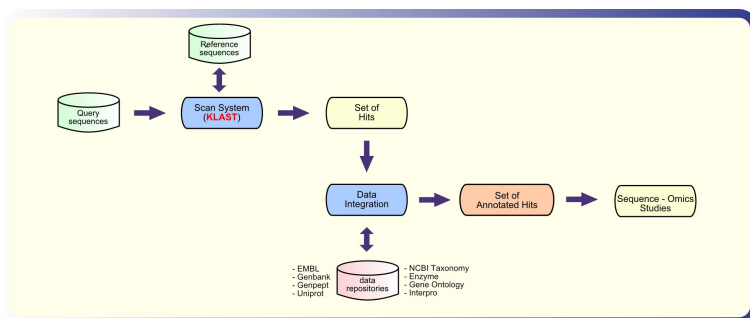 Reference
sequences
Query
sequences
Scan System
(KLAST)
Set of
Hits
Data
Integration
Set of
Annotated Hits
Sequence - Omics
Studies
- EMBL
- Genbank
- Genpept
- Uniprot
data
repositories
- NCBI Taxonomy
- Enzyme
- Gene Ontology
- Interpro